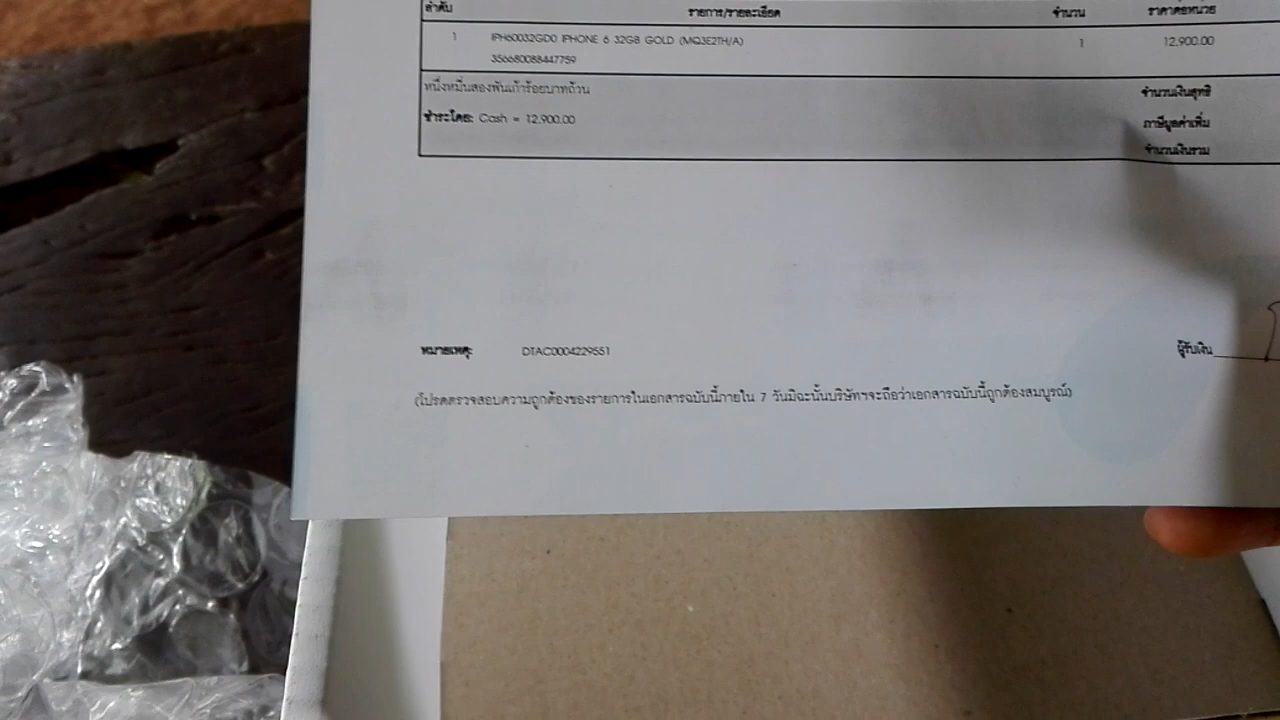 ลำดับ รายการ/รายละเอียด จำนวน ราคาต่อหน่วย
1 IPH60032GD0 IPHONE 6 32GB GOLD (MQ3E2TH/A) 1 12,900.00
356680088447759
หนึ่งหมื่นสองพันเก้าร้อยบาทถ้วน จำนวนเงินสุทธิ
ชำระโดย: Cash = 12,900.00 ภาษีมูลค่าเพิ่ม
จำนวนเงินรวม
หมายเหตุ: DTAC0004229551 ผู้รับเงิน
(โปรดตรวจสอบความถูกต้องของรายการในเอกสารฉบับนี้ภายใน 7 วันมิฉะนั้นบริษัทฯจะถือว่าเอกสารฉบับนี้ถูกต้องสมบูรณ์)